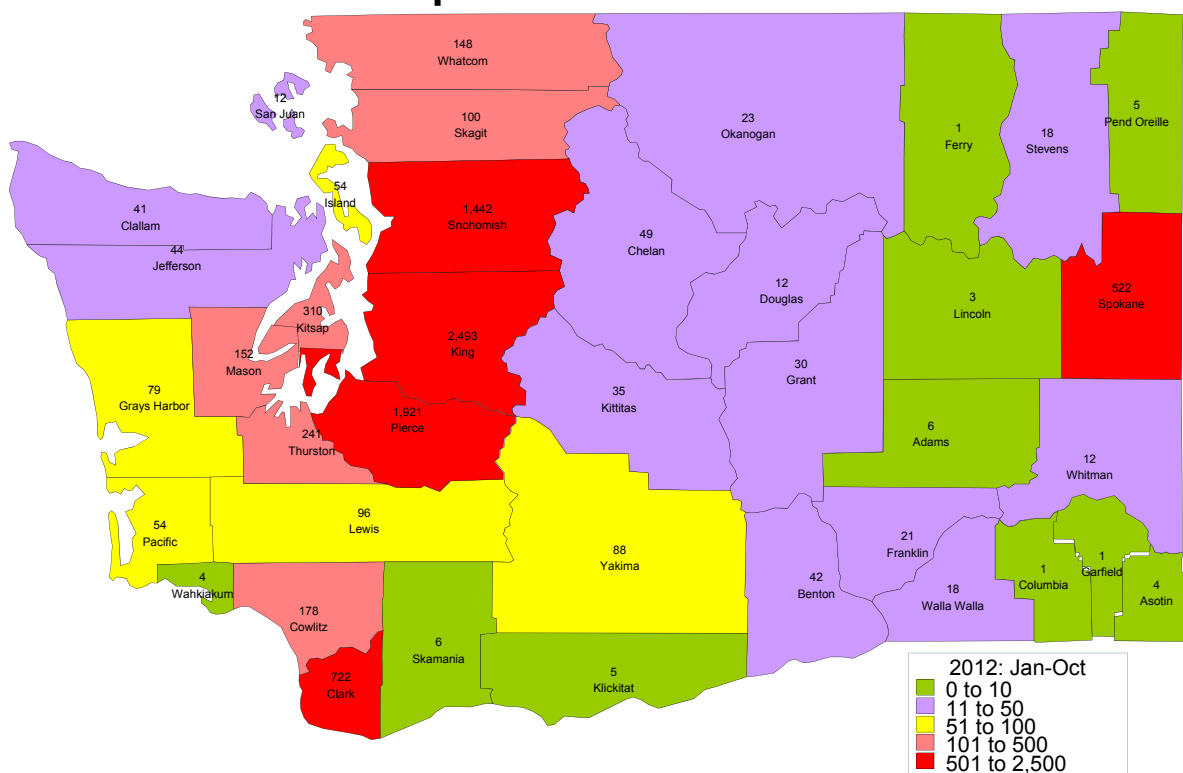 148
Whatcom
12
San Juan
100
Skagit
23
Okanogan
1
Ferry
18
Stevens
5
Pend Oreille
54
Island
41
Clallam
1,442
Snohomish
44
Jefferson
49
Chelan
12
Douglas
3
Lincoln
522
Spokane
310
Kitsap
2,493
King
152
Mason
30
Grant
79
Grays Harbor
35
Kittitas
1,921
Pierce
241
Thurston
6
Adams
12
Whitman
96
Lewis
54
Pacific
88
Yakima
21
Franklin
4
Wahkiakum
42
Benton
18
Walla Walla
1
Columbia
1
Garfield
4
Asotin
178
Cowlitz
6
Skamania
5
Klickitat
722
Clark
2012: Jan-Oct
0 to 10
11 to 50
51 to 100
101 to 500
501 to 2,500